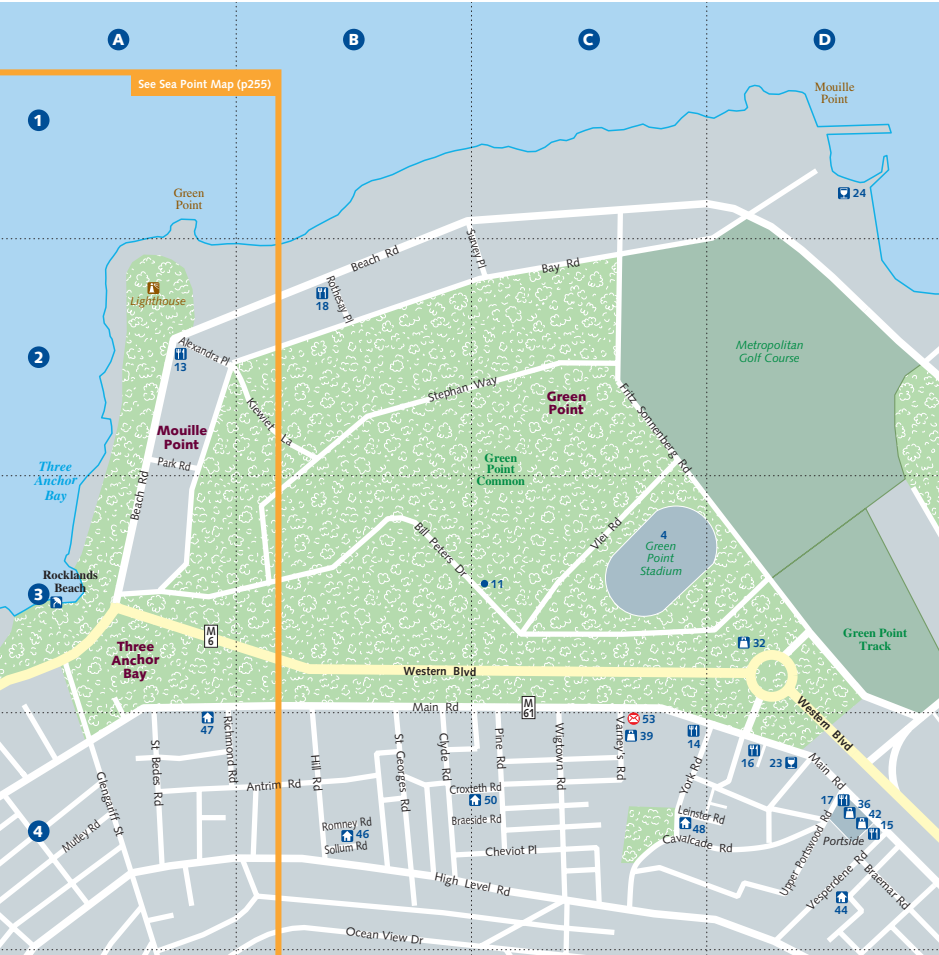 A
B
C
D
See Sea Point Map (p255)
Mouille
Point
1
24
Green
Point
Beach Rd
Survey Pl
Bay Rd
Lighthouse
Rothesay Pl
18
Alexandra Pl
13
2
Metropolitan
Golf Course
Stephan Way
Green
Point
Fritz Sonnenberg Rd
Kiewiet La
Mouille
Point
Park Rd
Green
Point
Common
Three
Anchor
Bay
Beach Rd
Bill Peters Dr
Vlei Rd
4
Green
Point
Stadium
Rocklands
Beach
3
11
M
6
Three
Anchor
Bay
32
Green Point
Track
Western Blvd
Main Rd
M
61
Western Blvd
47
53
39
14
16
23
Main Rd
Glengariff St
St Bedes Rd
Richmond Rd
Hill Rd
St Georges Rd
Clyde Rd
Pine Rd
Wigtown Rd
Varney's Rd
York Rd
Antrim Rd
Croxteth Rd
50
Braeside Rd
17
36
42
15
Portside
Leinster Rd
48
Cavalcade Rd
Upper Portswood Rd
4
Mutley Rd
Romney Rd
46
Sollum Rd
Cheviot Pl
Vesperdene Rd
Braemar Rd
44
High Level Rd
Ocean View Dr